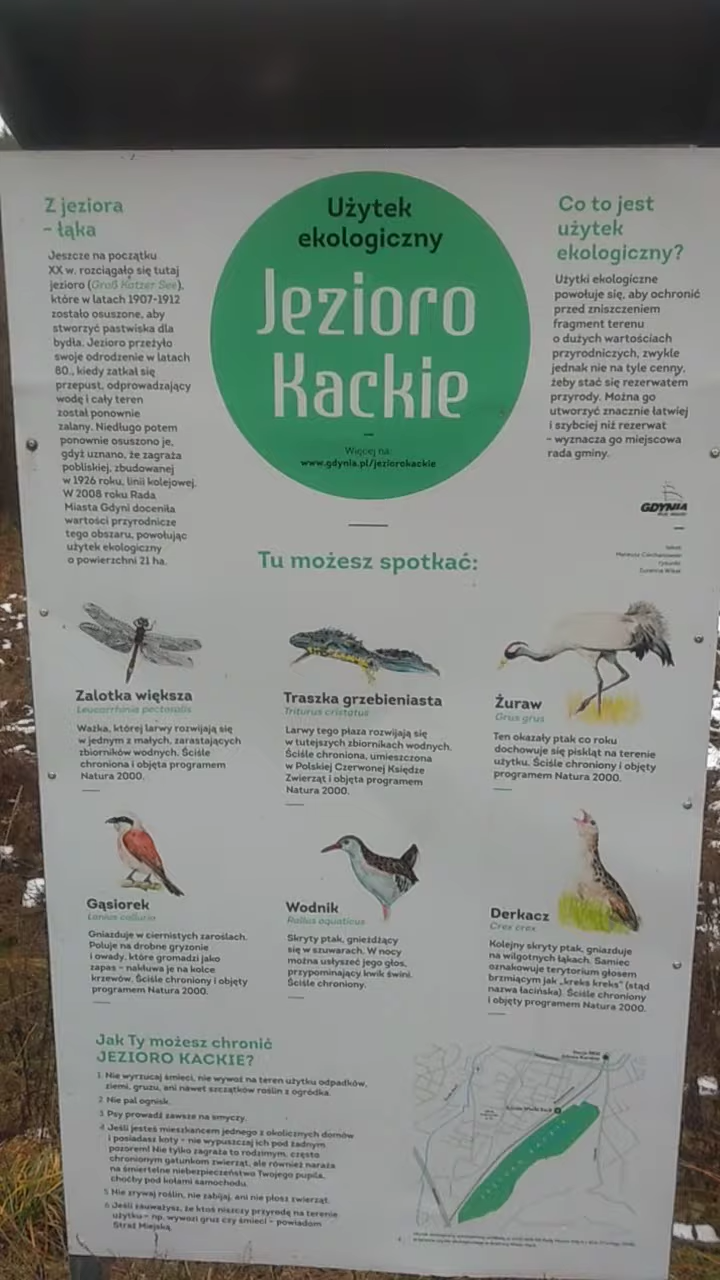 Z jeziora
- łąka
Jeszcze na początku
XX w. rozciągało się tutaj
jezioro (Groß Katzer See),
które w latach 1907-1912
zostało osuszone, aby
stworzyć pastwiska dla
bydła. Jezioro przeżyło
swoje odrodzenie w latach
80., kiedy zatkał się
przepust, odprowadzający
wodę i cały teren
został ponownie
zalany. Niedługo potem
ponownie osuszono je,
gdyż uznano, że zagraża
pobliskiej, zbudowanej
w 1926 roku, linii kolejowej.
W 2008 roku Rada
Miasta Gdyni doceniła
wartości przyrodnicze
tego obszaru, powołując
użytek ekologiczny
o powierzchni 21 ha.
Użytek
ekologiczny
Jezioro
Kackie
Więcej na:
www.gdynia.pl/jeziorokackie
Co to jest
użytek
ekologiczny?
Użytki ekologiczne
powołuje się, aby ochronić
przed zniszczeniem
fragment terenu
o dużych wartościach
przyrodniczych, zwykle
jednak nie na tyle cenny,
żeby stać się rezerwatem
przyrody. Można go
utworzyć znacznie łatwiej
i szybciej niż rezerwat
- wyznacza go miejscowa
rada gminy.
GDYNIA
tekst:
Mateusz Ciechanowski
rysunki:
Zuzanna Wikar
Tu możesz spotkać:
Zalotka większa
Leucorrhinia pectoralis
Ważka, której larwy rozwijają się
w jednym z małych, zarastających
zbiorników wodnych. Ściśle
chroniona i objęta programem
Natura 2000.
Traszka grzebieniasta
Triturus cristatus
Larwy tego płaza rozwijają się
w tutejszych zbiornikach wodnych.
Ściśle chroniona, umieszczona
w Polskiej Czerwonej Księdze
Zwierząt i objęta programem
Natura 2000.
Żuraw
Grus grus
Ten okazały ptak co roku
dochowuje się piskląt na terenie
użytku. Ściśle chroniony i objęty
programem Natura 2000.
Gąsiorek
Lanius collurio
Gniazduje w ciernistych zaroślach.
Poluje na drobne gryzonie
i owady, które gromadzi jako
zapas - nakłuwa je na kolce
krzewów. Ściśle chroniony i objęty
programem Natura 2000.
Wodnik
Rallus aquaticus
Skryty ptak, gnieżdżący
się w szuwarach. W nocy
można usłyszeć jego głos,
przypominający kwik świni.
Ściśle chroniony.
Derkacz
Crex crex
Kolejny skryty ptak, gniazduje
na wilgotnych łąkach. Samiec
oznakowuje terytorium głosem
brzmiącym jak „kreks kreks" (stąd
nazwa łacińska). Ściśle chroniony
i objęty programem Natura 2000.
Jak Ty możesz chronić
JEZIORO KACKIE?
1. Nie wyrzucaj śmieci, nie wywoź na teren użytku odpadków,
ziemi, gruzu, ani nawet szczątków roślin z ogródka.
2. Nie pal ognisk.
3. Psy prowadź zawsze na smyczy.
4. Jeśli jesteś mieszkańcem jednego z okolicznych domów
i posiadasz koty - nie wypuszczaj ich pod żadnym
pozorem! Nie tylko zagraża to rodzimym, często
chronionym gatunkom zwierząt, ale również naraża
na śmiertelne niebezpieczeństwo Twojego pupila,
choćby pod kołami samochodu.
5. Nie zrywaj roślin, nie zabijaj, ani nie płosz zwierząt.
6. Jeśli zauważysz, że ktoś niszczy przyrodę na terenie
użytku - np. wywozi gruz czy śmieci - powiadom
Straż Miejską.
JEZIORO KACKIE